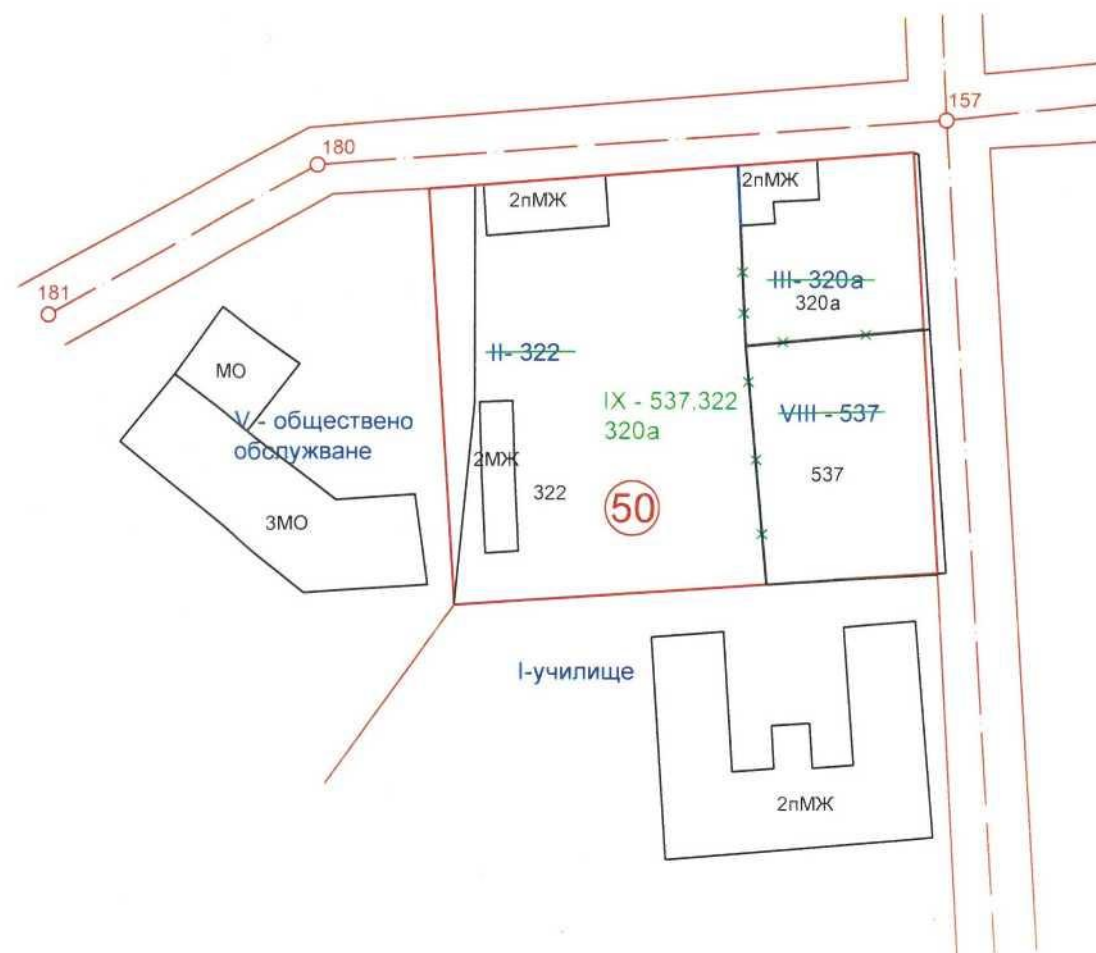 157
180
2пМЖ
2пМЖ
III- 320а
320а
181
II- 322
МО
IX - 537,322
320а
VIII - 537
V - обществено
обслужване
2МЖ
537
322
50
3МО
I-училище
2пМЖ